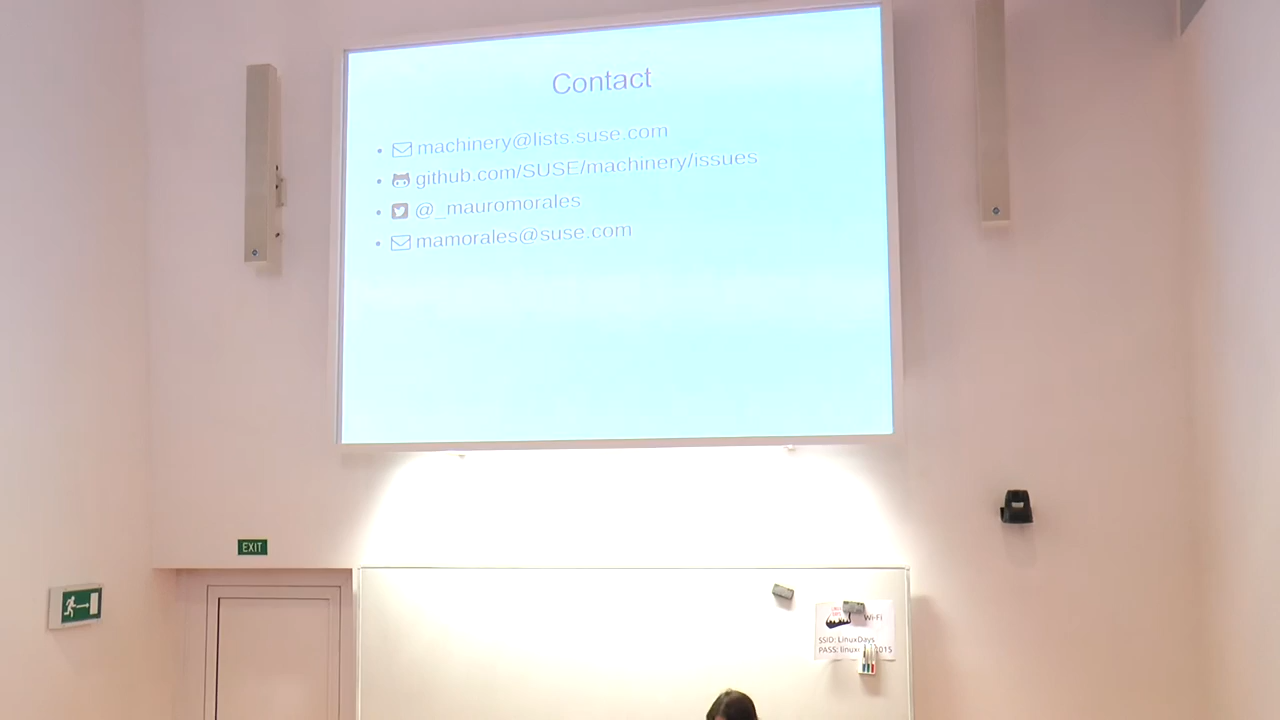 Contact
machinery@lists.suse.com
github.com/SUSE/machinery/issues
@_mauromorales
mamorales@suse.com
EXIT
Wi-Fi
SSID: LinuxDays
PASS: